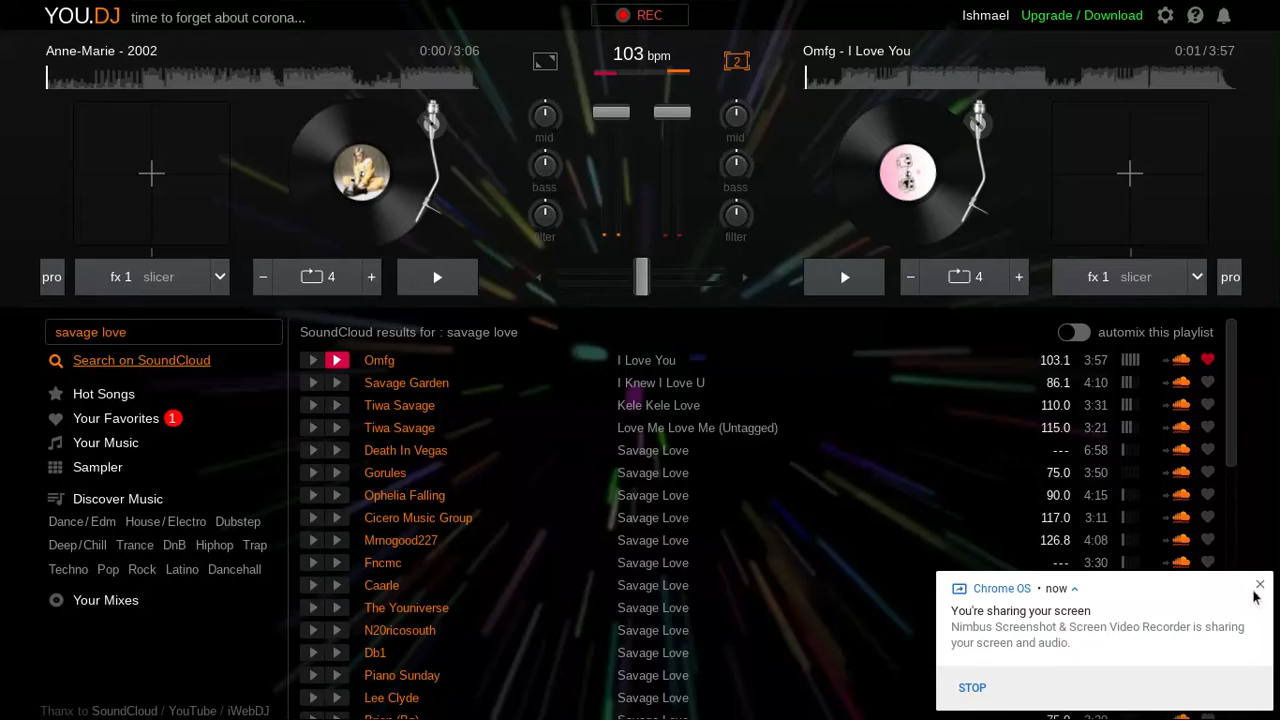 YOU.DJ time to forget about corona...
REC
Ishmael Upgrade / Download
Anne-Marie - 2002 0:00 / 3:06
103 bpm
2
Omfg - I Love You 0:01 / 3:57
mid
bass
filter
mid
bass
filter
pro fx 1 slicer − 4 +
− 4 + fx 1 slicer pro
savage love
Search on SoundCloud
Hot Songs
Your Favorites 1
Your Music
Sampler
Discover Music
Dance/Edm House/Electro Dubstep
Deep/Chill Trance DnB Hiphop Trap
Techno Pop Rock Latino Dancehall
Your Mixes
Thanx to SoundCloud / YouTube / iWebDJ
SoundCloud results for : savage love automix this playlist
Omfg I Love You 103.1 3:57
Savage Garden I Knew I Love U 86.1 4:10
Tiwa Savage Kele Kele Love 110.0 3:31
Tiwa Savage Love Me Love Me (Untagged) 115.0 3:21
Death In Vegas Savage Love --- 6:58
Gorules Savage Love 75.0 3:50
Ophelia Falling Savage Love 90.0 4:15
Cicero Music Group Savage Love 117.0 3:11
Mrnogood227 Savage Love 126.8 4:08
Fncmc Savage Love --- 3:30
Caarle Savage Love
The Youniverse Savage Love
N20ricosouth Savage Love
Db1 Savage Love
Piano Sunday Savage Love
Lee Clyde Savage Love
Chrome OS • now
You're sharing your screen
Nimbus Screenshot & Screen Video Recorder is sharing
your screen and audio.
STOP